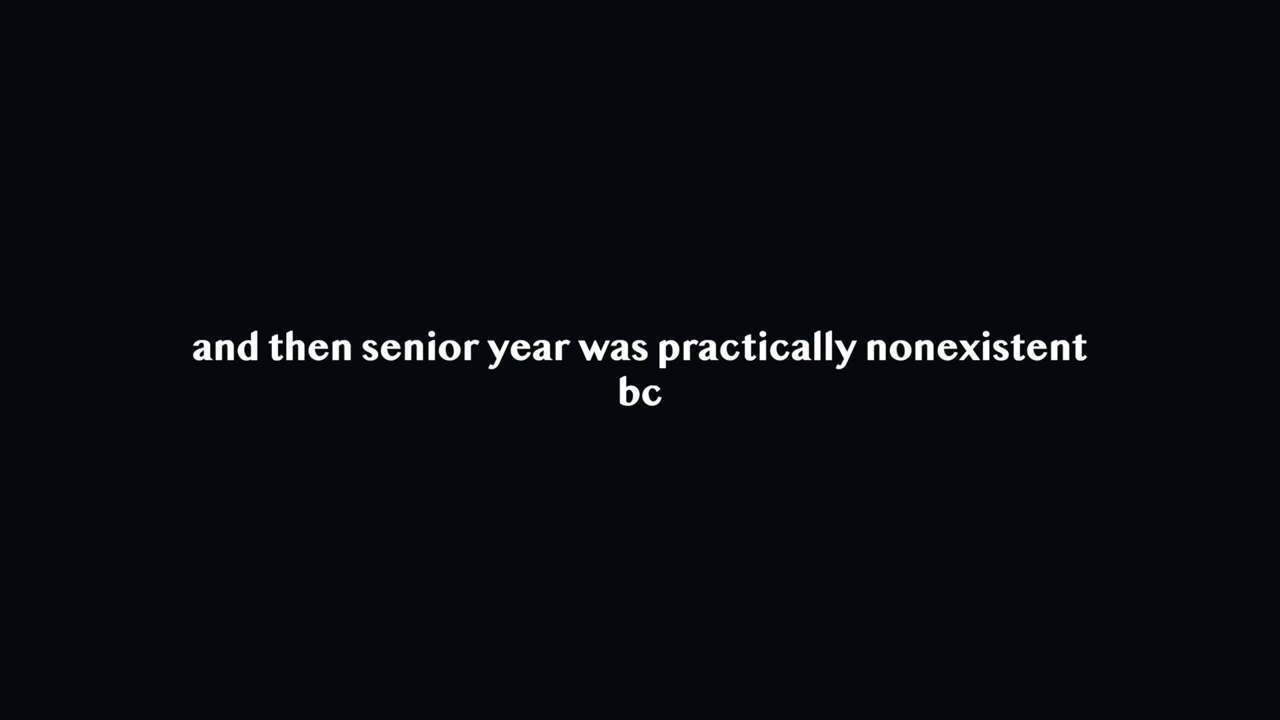 and then senior year was practically nonexistent
bc